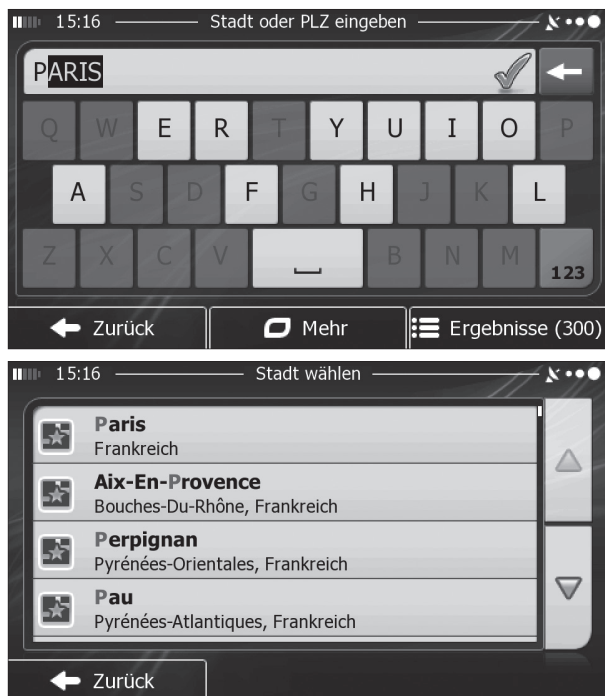 15:16 Stadt oder PLZ eingeben
PARIS
Q W E R T Y U I O P
A S D F G H J K L
Z X C V B N M 123
Zurück Mehr Ergebnisse (300)
15:16 Stadt wählen
Paris
Frankreich
Aix-En-Provence
Bouches-Du-Rhône, Frankreich
Perpignan
Pyrénées-Orientales, Frankreich
Pau
Pyrénées-Atlantiques, Frankreich
Zurück